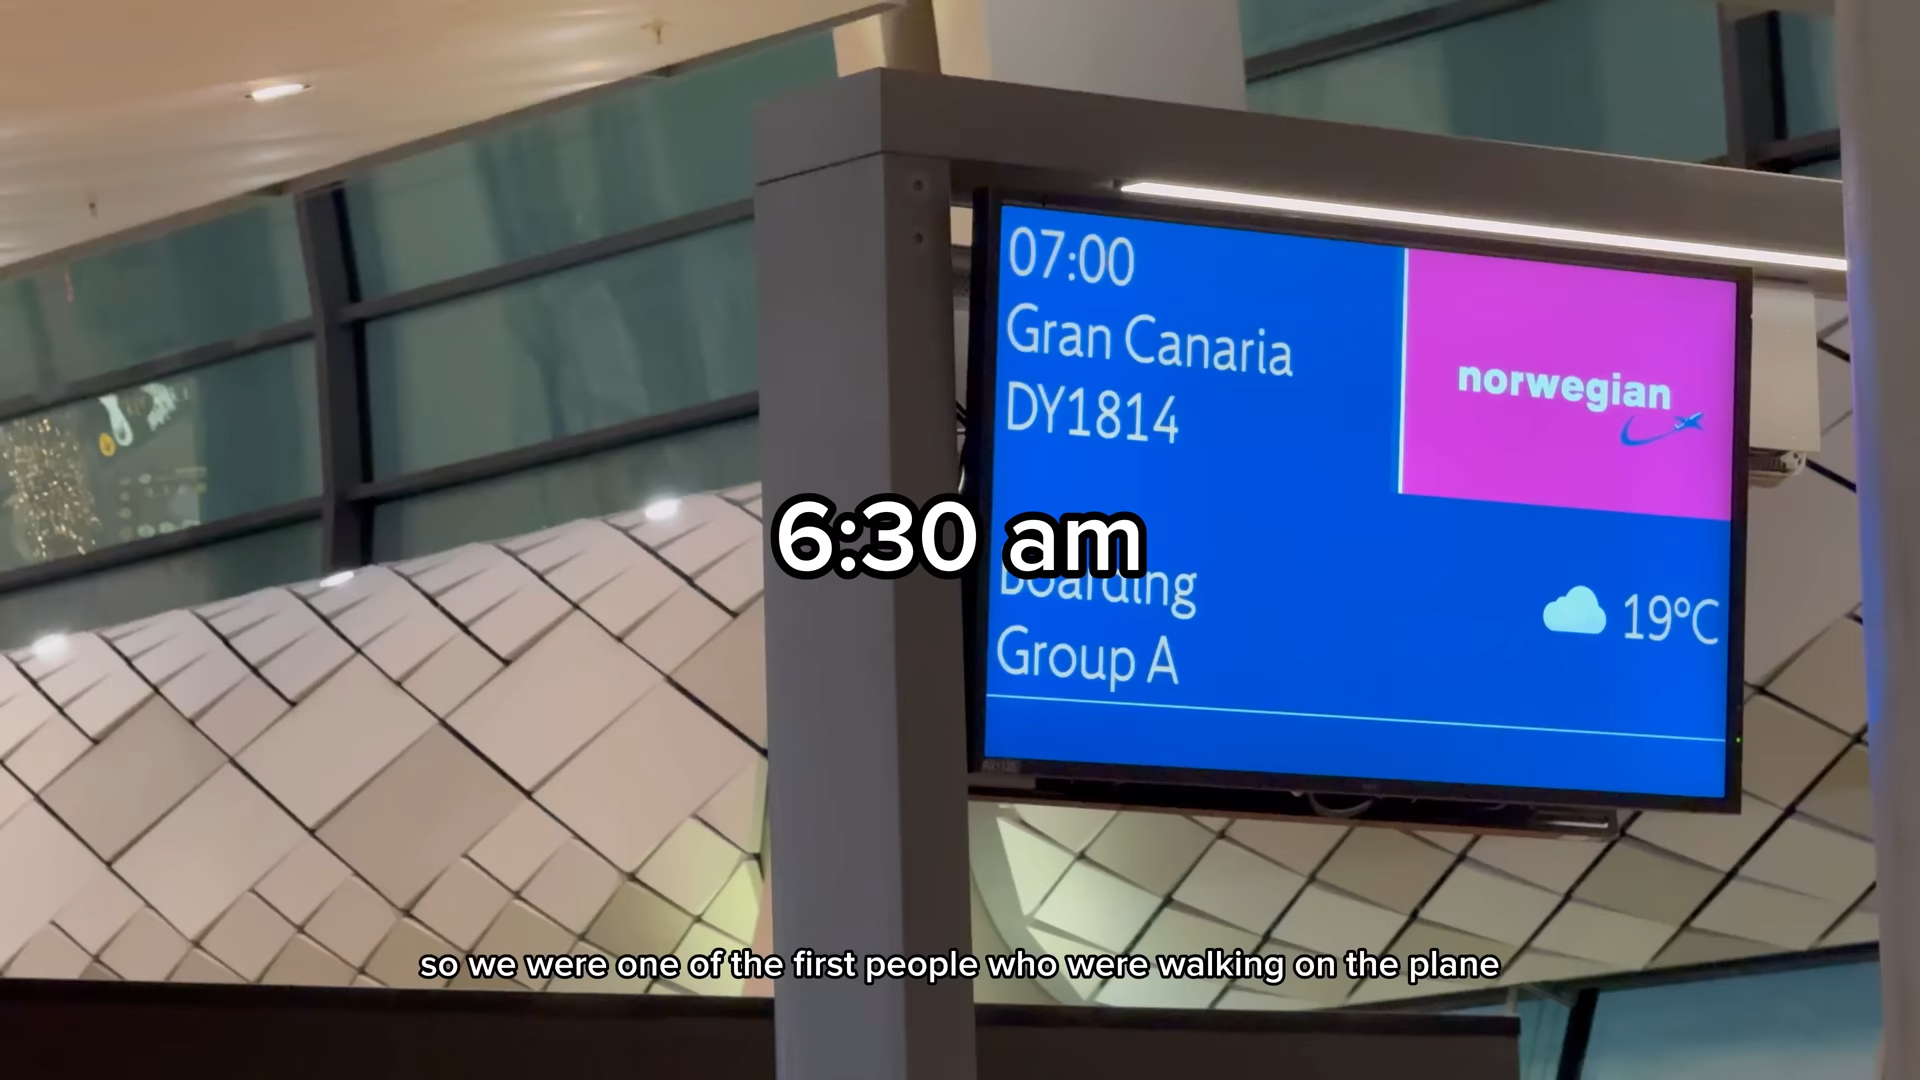 07:00
Gran Canaria
DY1814
norwegian
6:30 am
Boarding
19°C
Group A
so we were one of the first people who were walking on the plane